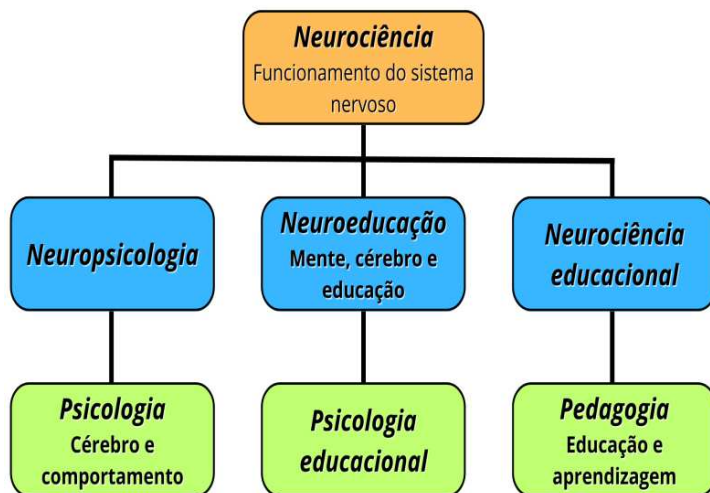 Neurociência
Funcionamento do sistema
nervoso
Neuropsicologia
Neuroeducação
Mente, cérebro e
educação
Neurociência
educacional
Psicologia
Cérebro e
comportamento
Psicologia
educacional
Pedagogia
Educação e
aprendizagem